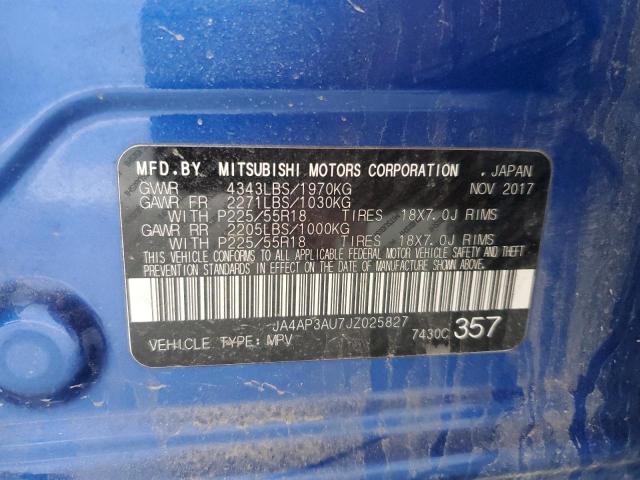 MFD.BY MITSUBISHI MOTORS CORPORATION , JAPAN
GVWR 4343LBS/1970KG NOV 2017
GAWR FR 2271LBS/1030KG
WITH P225/55R18 TIRES 18X7.0J RIMS
GAWR RR 2205LBS/1000KG
WITH P225/55R18 TIRES 18X7.0J RIMS
THIS VEHICLE CONFORMS TO ALL APPLICABLE FEDERAL MOTOR VEHICLE SAFETY AND THEFT
PREVENTION STANDARDS IN EFFECT ON THE DATE OF MANUFACTURE SHOWN ABOVE.
JA4AP3AU7JZ025827
VEHICLE TYPE: MPV 7430C 357